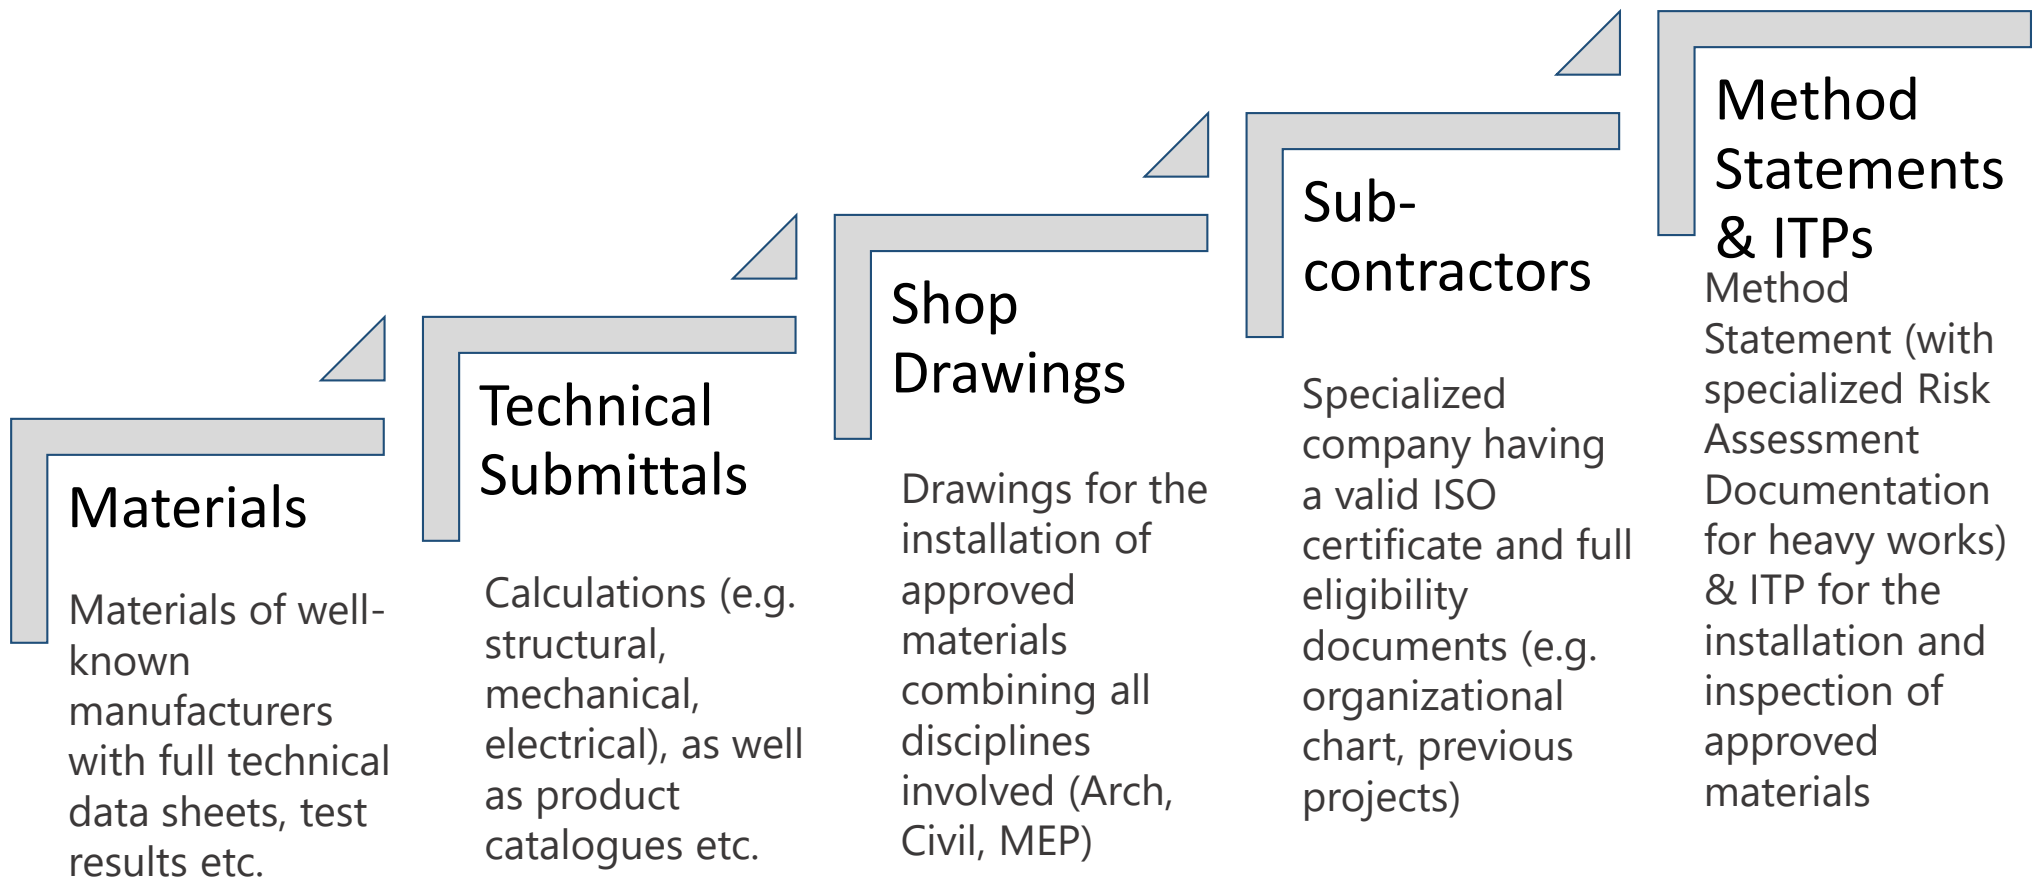 Materials
Materials of well-
known
manufacturers
with full technical
data sheets, test
results etc.
Technical
Submittals
Calculations (e.g.
structural,
mechanical,
electrical), as well
as product
catalogues etc.
Shop
Drawings
Drawings for the
installation of
approved
materials
combining all
disciplines
involved (Arch,
Civil, MEP)
Sub-
contractors
Specialized
company having
a valid ISO
certificate and full
eligibility
documents (e.g.
organizational
chart, previous
projects)
Method
Statements
& ITPs
Method
Statement (with
specialized Risk
Assessment
Documentation
for heavy works)
& ITP for the
installation and
inspection of
approved
materials